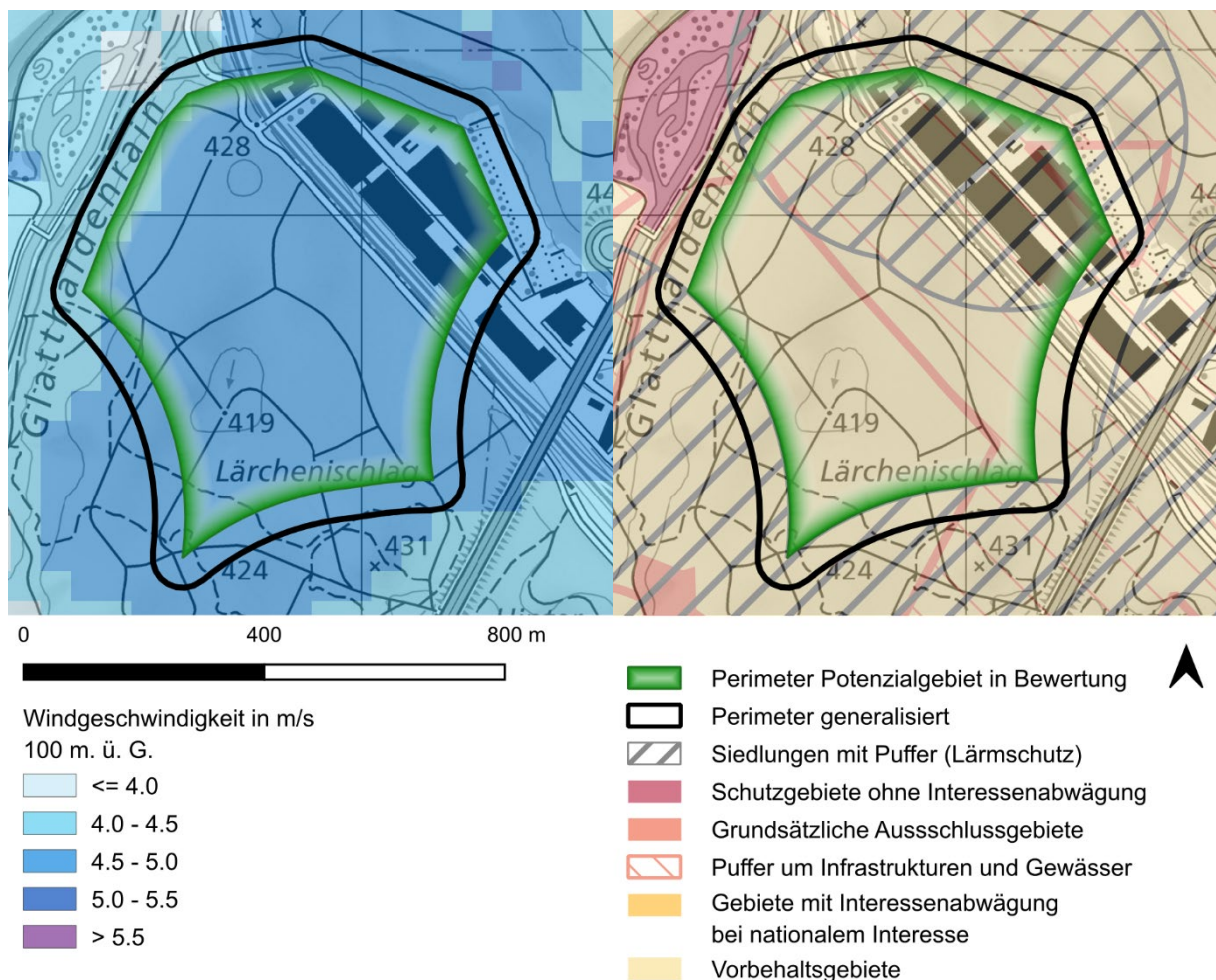 428
Glatthaldenrain
419
Lärchenischlag
431
424
44
428
Glatthaldenrain
44
419
Lärchenischlag
431
424
0 400 800 m
Windgeschwindigkeit in m/s
100 m. ü. G.
<= 4.0
4.0 - 4.5
4.5 - 5.0
5.0 - 5.5
> 5.5
Perimeter Potenzialgebiet in Bewertung
Perimeter generalisiert
Siedlungen mit Puffer (Lärmschutz)
Schutzgebiete ohne Interessenabwägung
Grundsätzliche Aussschlussgebiete
Puffer um Infrastrukturen und Gewässer
Gebiete mit Interessenabwägung
bei nationalem Interesse
Vorbehaltsgebiete